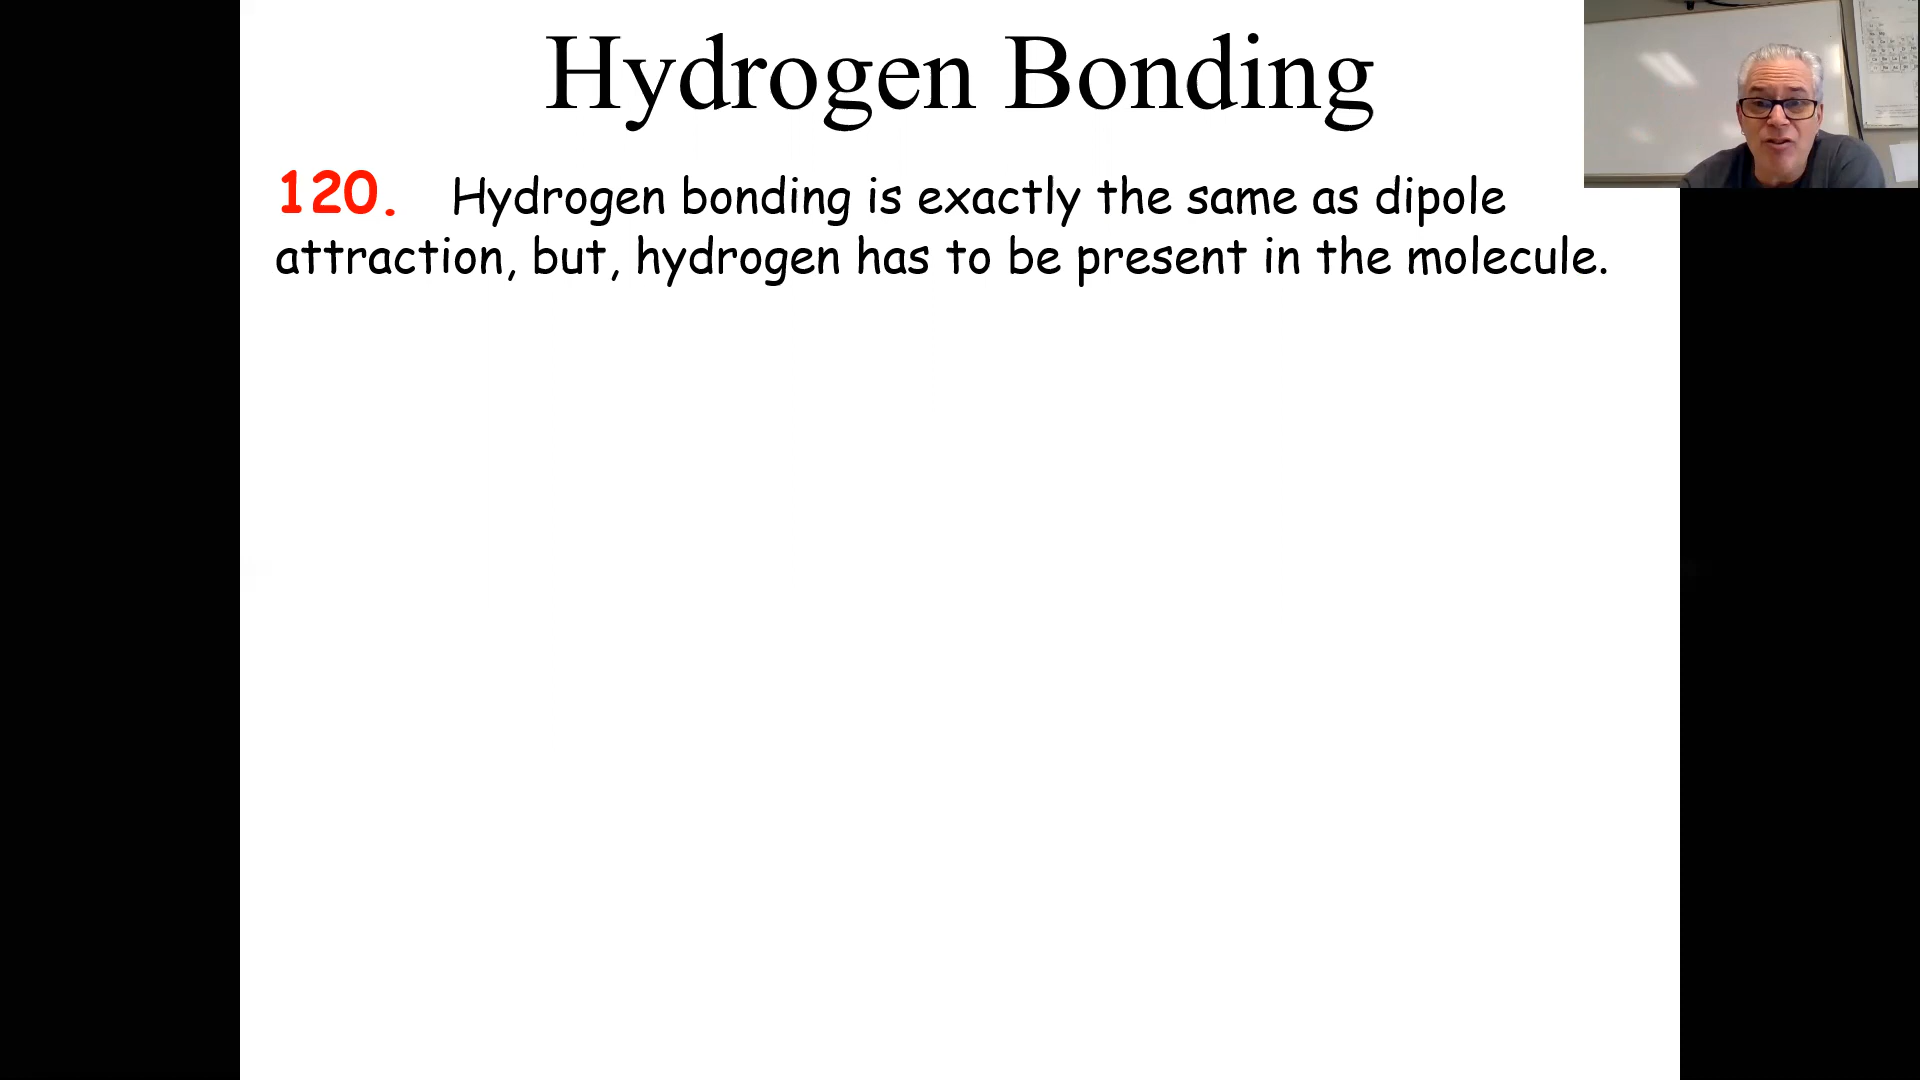 Hydrogen Bonding
120. Hydrogen bonding is exactly the same as dipole
attraction, but, hydrogen has to be present in the molecule.